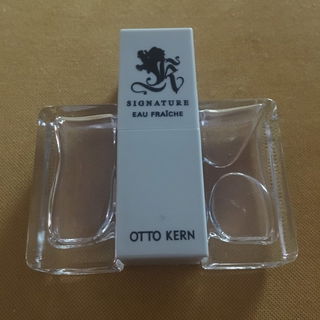 K
SIGNATURE
EAU FRAÎCHE
OTTO KERN